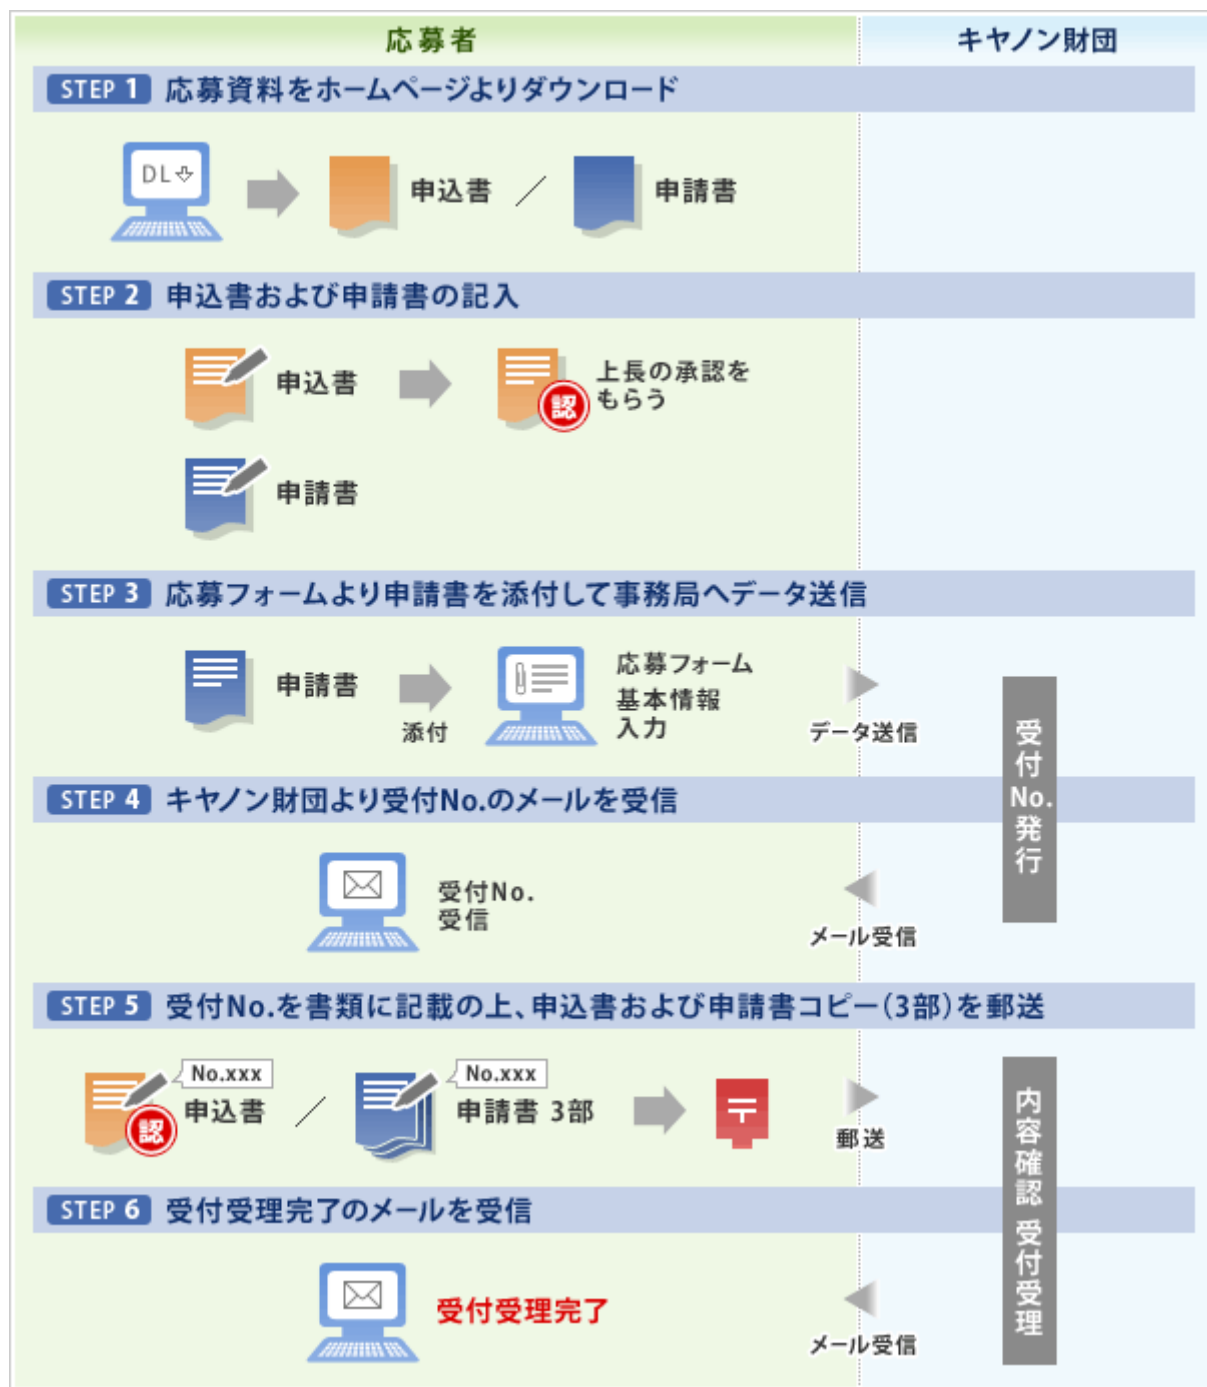 応募者
キヤノン財団
STEP 1 応募資料をホームページよりダウンロード
DL
申込書 ／ 申請書
STEP 2 申込書および申請書の記入
申込書
認
上長の承認を
もらう
申請書
STEP 3 応募フォームより申請書を添付して事務局へデータ送信
申請書
添付
応募フォーム
基本情報
入力
データ送信
受付No.発行
STEP 4 キヤノン財団より受付No.のメールを受信
受付No.
受信
メール受信
STEP 5 受付No.を書類に記載の上、申込書および申請書コピー（3部）を郵送
No.xxx
認
申込書 ／
No.xxx
申請書 3部
〒
郵送
内容確認 受付受理
STEP 6 受付受理完了のメールを受信
受付受理完了
メール受信